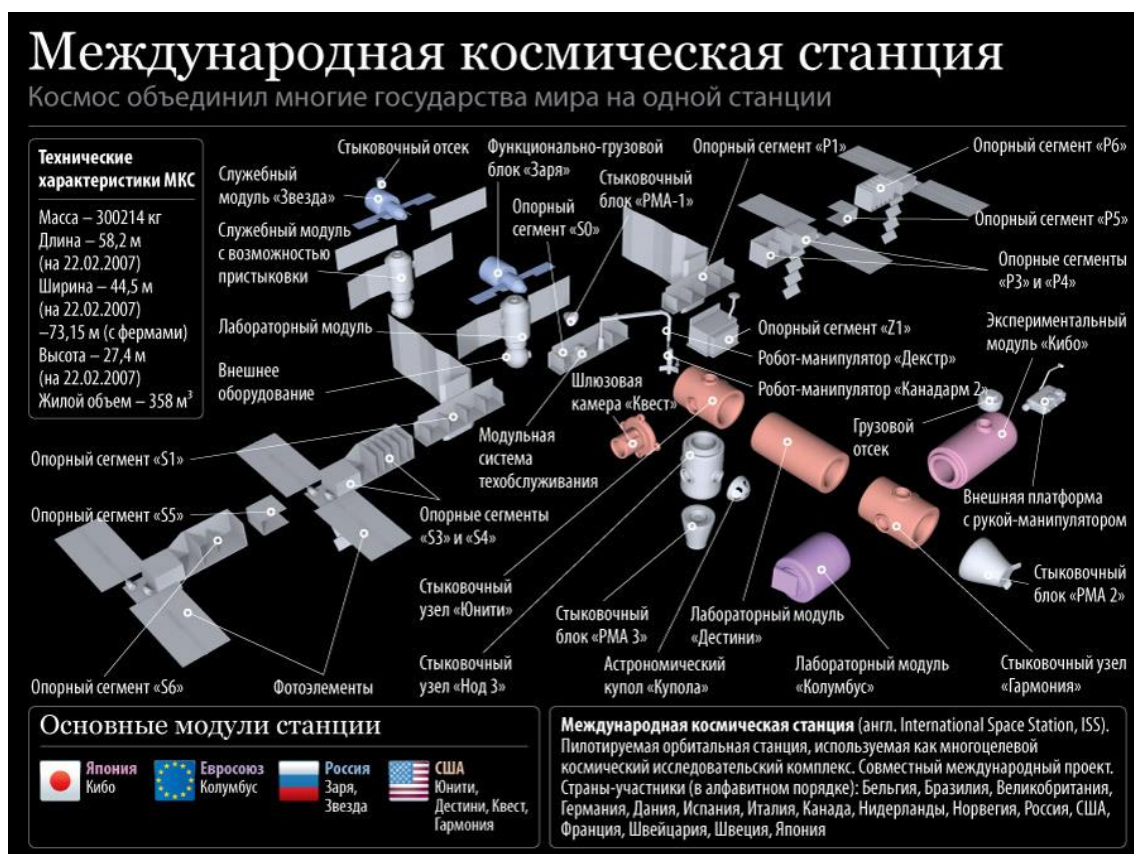 Международная космическая станция
Космос объединил многие государства мира на одной станции
Технические
характеристики МКС
Масса – 300214 кг
Длина – 58,2 м
(на 22.02.2007)
Ширина – 44,5 м
(на 22.02.2007)
–73,15 м (с фермами)
Высота – 27,4 м
(на 22.02.2007)
Жилой объем – 358 м³
Стыковочный отсек
Служебный
модуль «Звезда»
Служебный модуль
с возможностью
пристыковки
Лабораторный модуль
Внешнее
оборудование
Функционально-грузовой
блок «Заря»
Опорный
сегмент «S0»
Стыковочный
блок «PMA-1»
Опорный сегмент «P1»
Опорный сегмент «P6»
Опорный сегмент «P5»
Опорные сегменты
«P3» и «P4»
Опорный сегмент «Z1»
Робот-манипулятор «Декстр»
Робот-манипулятор «Канадарм 2»
Экспериментальный
модуль «Кибо»
Шлюзовая
камера «Квест»
Грузовой
отсек
Внешняя платформа
с рукой-манипулятором
Модульная
система
техобслуживания
Опорный сегмент «S1»
Опорный сегмент «S5»
Опорные сегменты
«S3» и «S4»
Стыковочный
узел «Юнити»
Стыковочный
блок «PMA 3»
Лабораторный модуль
«Дестини»
Стыковочный
блок «PMA 2»
Опорный сегмент «S6»
Фотоэлементы
Стыковочный
узел «Нод 3»
Астрономический
купол «Купола»
Лабораторный модуль
«Колумбус»
Стыковочный узел
«Гармония»
Основные модули станции
Япония
Кибо
Евросоюз
Колумбус
Россия
Заря,
Звезда
США
Юнити,
Дестини, Квест,
Гармония
Международная космическая станция (англ. International Space Station, ISS).
Пилотируемая орбитальная станция, используемая как многоцелевой
космический исследовательский комплекс. Совместный международный проект.
Страны-участники (в алфавитном порядке): Бельгия, Бразилия, Великобритания,
Германия, Дания, Испания, Италия, Канада, Нидерланды, Норвегия, Россия, США,
Франция, Швейцария, Швеция, Япония